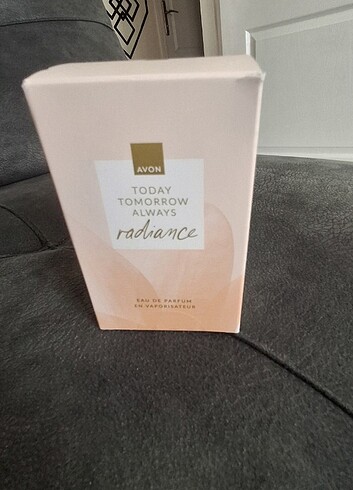 AVON
TODAY
TOMORROW
ALWAYS
radiance
EAU DE PARFUM
EN VAPORISATEUR